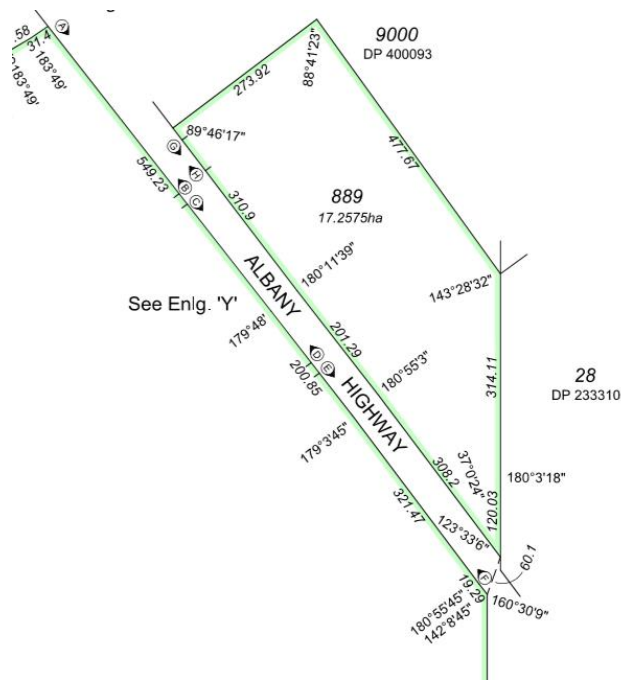 .58
31.4
A
183°49'
183°49'
9000
DP 400093
273.92
88°41'23"
477.67
89°46'17"
G
H
B
C
549.23
310.9
889
17.2575ha
ALBANY
180°11'39"
143°28'32"
See Enlg. 'Y'
179°48'
201.29
180°55'3"
D
E
200.85
HIGHWAY
314.11
28
DP 233310
179°3'45"
308.2
37°0'24"
120.03
180°3'18"
321.47
123°33'6"
60.1
F
19.29
160°30'9"
180°55'45"
142°8'45"